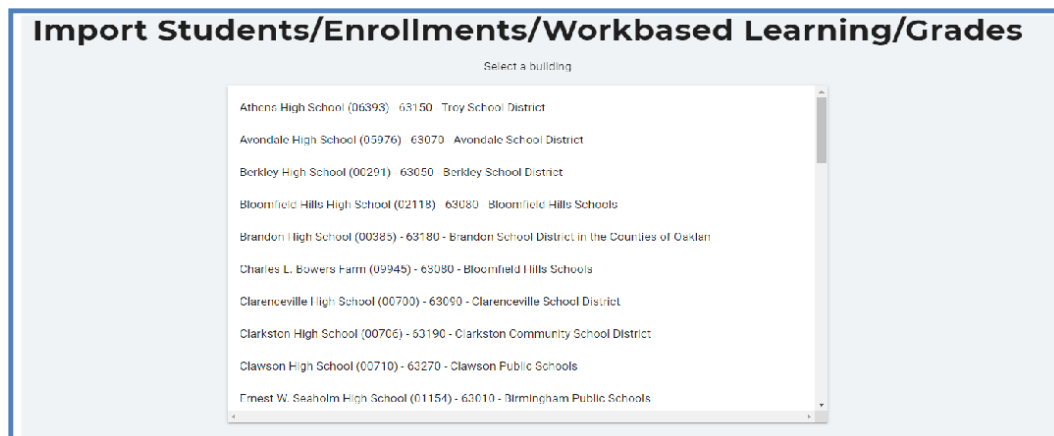 Import Students/Enrollments/Workbased Learning/Grades
Select a building
Athens High School (06393) - 63150 - Troy School District
Avondale High School (05976) - 63070 - Avondale School District
Berkley High School (00291) - 63050 - Berkley School District
Bloomfield Hills High School (02118) - 63080 - Bloomfield Hills Schools
Brandon High School (00385) - 63180 - Brandon School District in the Counties of Oaklan
Charles L. Bowers Farm (09945) - 63080 - Bloomfield Hills Schools
Clarenceville High School (00700) - 63090 - Clarenceville School District
Clarkston High School (00706) - 63190 - Clarkston Community School District
Clawson High School (00710) - 63270 - Clawson Public Schools
Ernest W. Seaholm High School (01154) - 63010 - Birmingham Public Schools